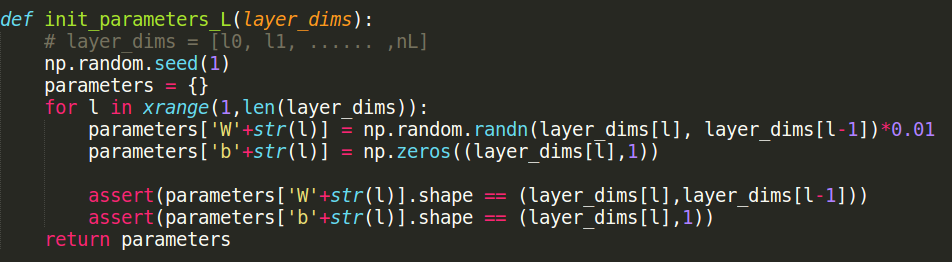 def init_parameters_L(layer_dims):
    # layer_dims = [l0, l1, ...... ,nL]
    np.random.seed(1)
    parameters = {}
    for l in xrange(1,len(layer_dims)):
        parameters['W'+str(l)] = np.random.randn(layer_dims[l], layer_dims[l-1])*0.01
        parameters['b'+str(l)] = np.zeros((layer_dims[l],1))

        assert(parameters['W'+str(l)].shape == (layer_dims[l],layer_dims[l-1]))
        assert(parameters['b'+str(l)].shape == (layer_dims[l],1))
    return parameters